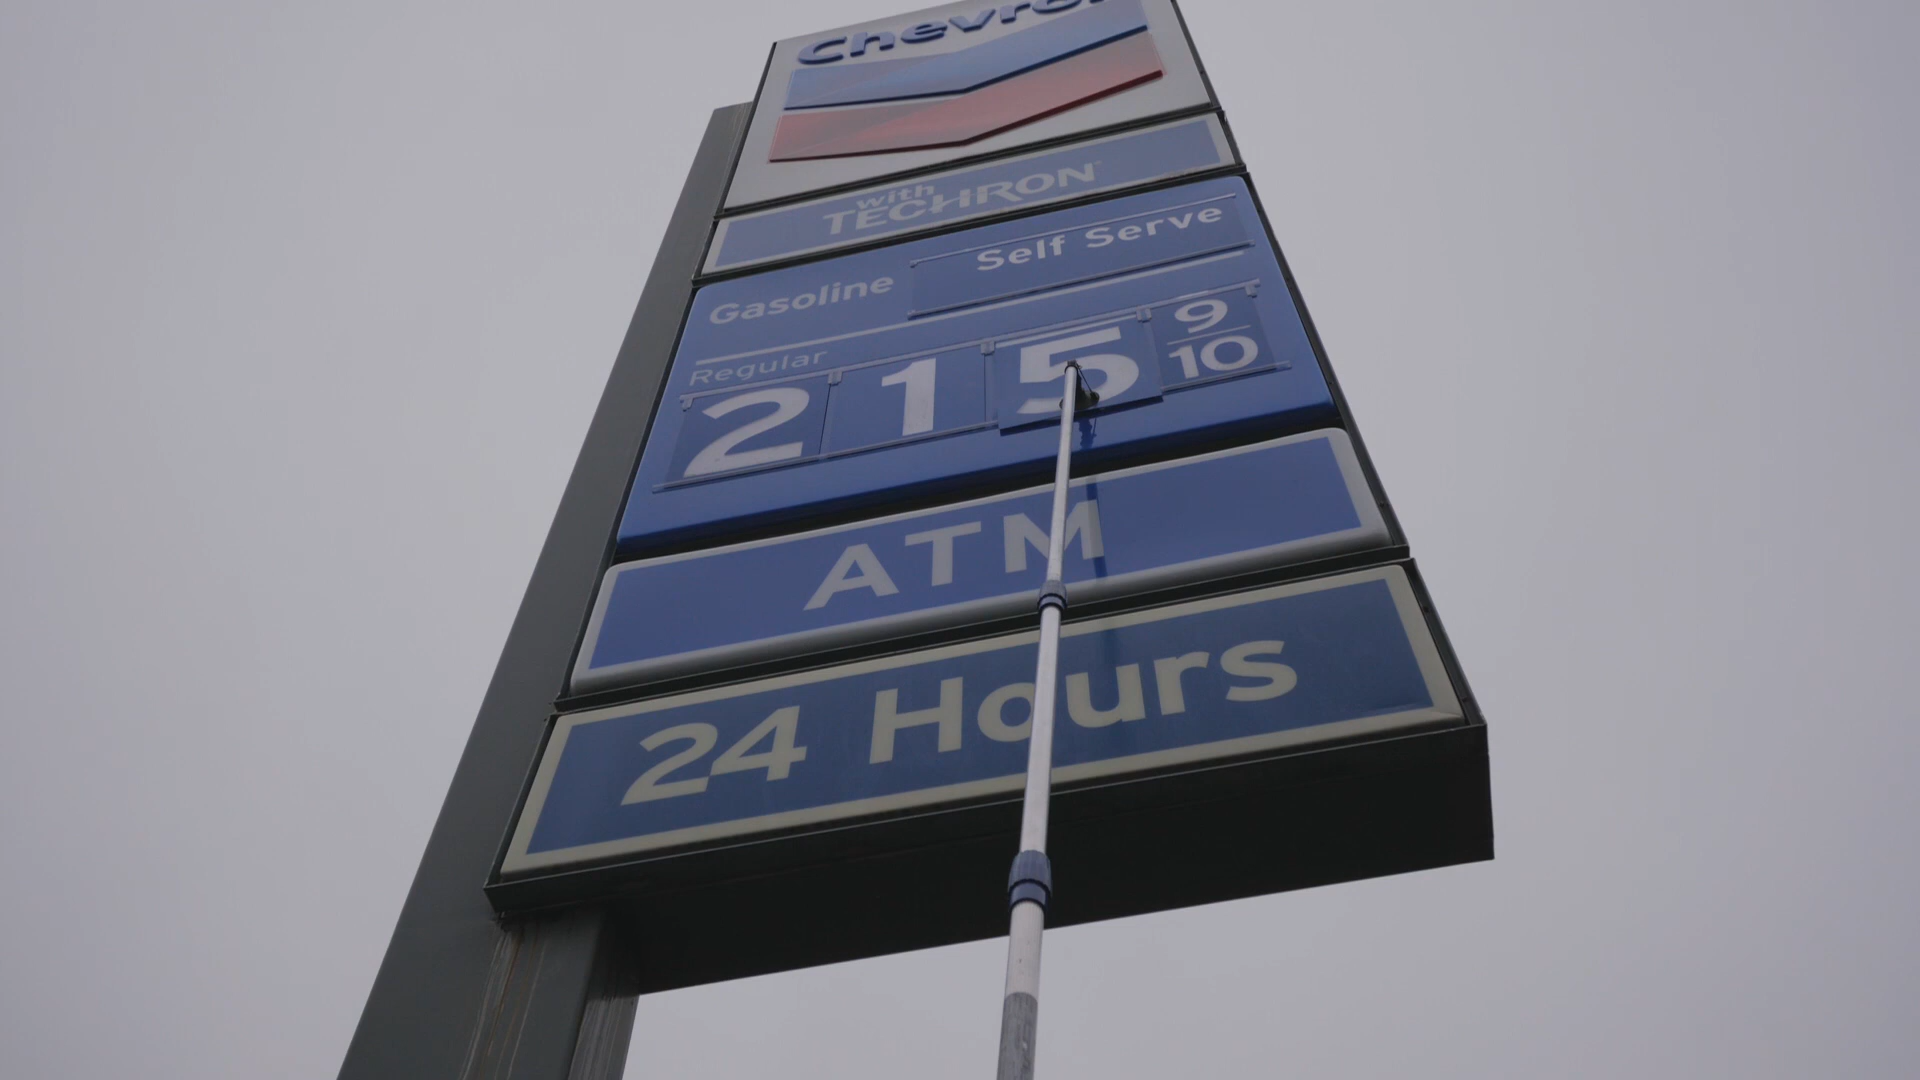 Chevron
with
TECHRON
Gasoline Self Serve
Regular
2 1 5 9/10
ATM
24 Hours